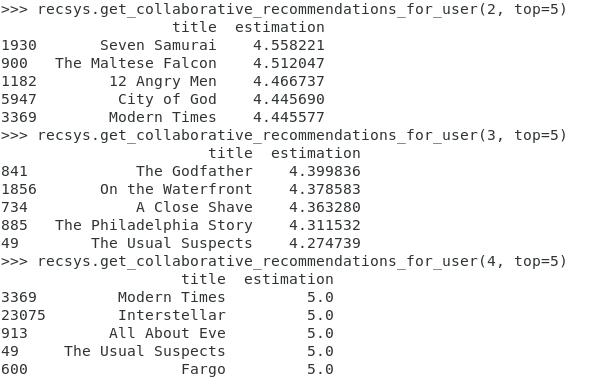 >>> recsys.get_collaborative_recommendations_for_user(2, top=5)
title estimation
1930 Seven Samurai 4.558221
900 The Maltese Falcon 4.512047
1182 12 Angry Men 4.466737
5947 City of God 4.445690
3369 Modern Times 4.445577
>>> recsys.get_collaborative_recommendations_for_user(3, top=5)
title estimation
841 The Godfather 4.399836
1856 On the Waterfront 4.378583
734 A Close Shave 4.363280
885 The Philadelphia Story 4.311532
49 The Usual Suspects 4.274739
>>> recsys.get_collaborative_recommendations_for_user(4, top=5)
title estimation
3369 Modern Times 5.0
23075 Interstellar 5.0
913 All About Eve 5.0
49 The Usual Suspects 5.0
600 Fargo 5.0